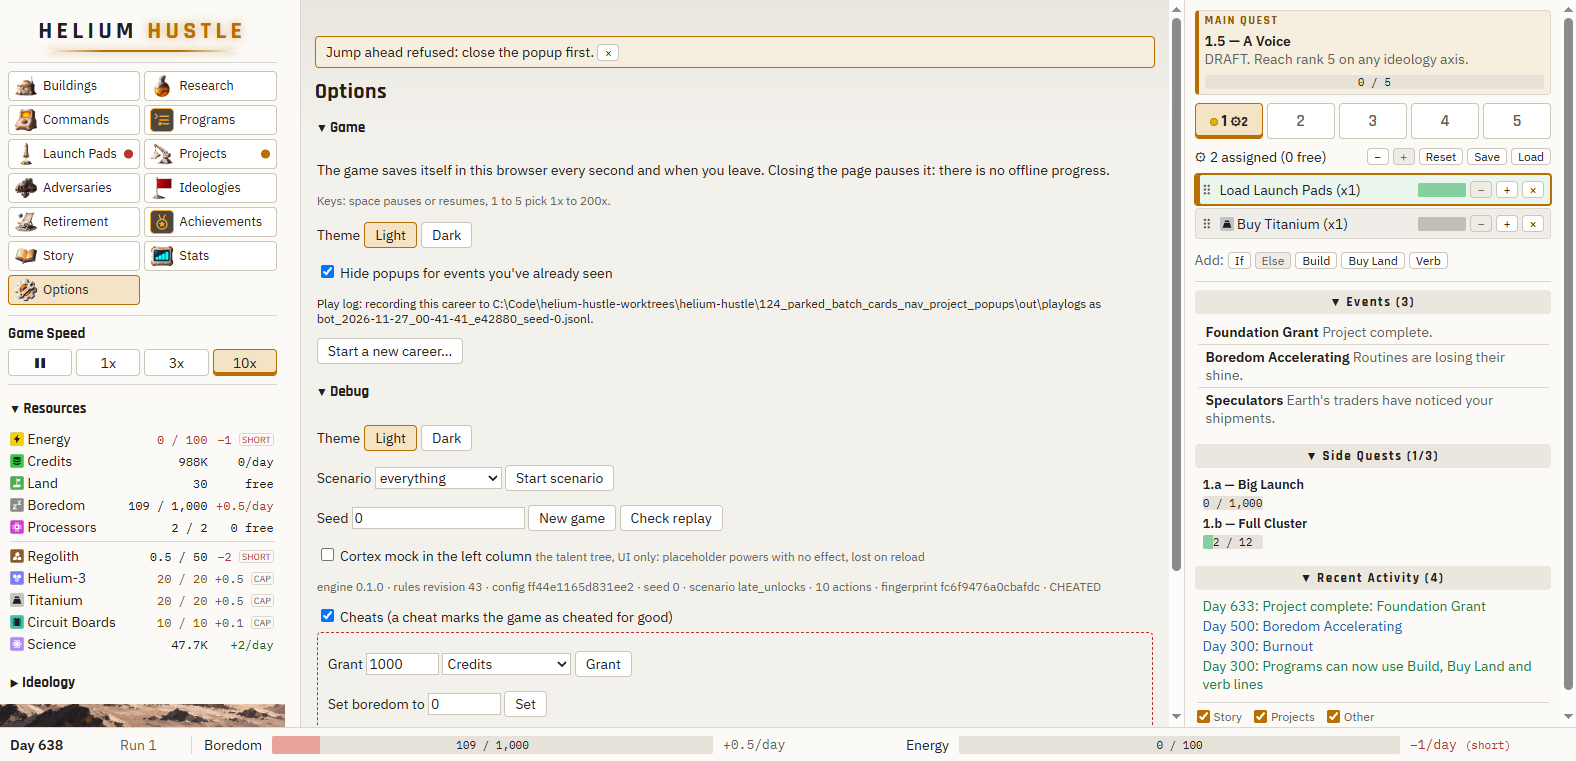 HELIUM HUSTLE
Buildings
Research
Commands
Programs
Launch Pads
Projects
Adversaries
Ideologies
Retirement
Achievements
Story
Stats
Options
Game Speed
1x 3x 10x
▼ Resources
Energy 0 / 100 −1 SHORT
Credits 988K 0/day
Land 30 free
Boredom 109 / 1,000 +0.5/day
Processors 2 / 2 0 free
Regolith 0.5 / 50 −2 SHORT
Helium-3 20 / 20 +0.5 CAP
Titanium 20 / 20 +0.5 CAP
Circuit Boards 10 / 10 +0.1 CAP
Science 47.7K +2/day
▶ Ideology
Jump ahead refused: close the popup first. ×
Options
▼ Game
The game saves itself in this browser every second and when you leave. Closing the page pauses it: there is no offline progress.
Keys: space pauses or resumes, 1 to 5 pick 1x to 200x.
Theme Light Dark
Hide popups for events you've already seen
Play log: recording this career to C:\Code\helium-hustle-worktrees\helium-hustle\124_parked_batch_cards_nav_project_popups\out\playlogs as
bot_2026-11-27_00-41-41_e42880_seed-0.jsonl.
Start a new career...
▼ Debug
Theme Light Dark
Scenario everything Start scenario
Seed 0 New game Check replay
Cortex mock in the left column the talent tree, UI only: placeholder powers with no effect, lost on reload
engine 0.1.0 · rules revision 43 · config ff44e1165d831ee2 · seed 0 · scenario late_unlocks · 10 actions · fingerprint fc6f9476a0cbafdc · CHEATED
Cheats (a cheat marks the game as cheated for good)
Grant 1000 Credits Grant
Set boredom to 0 Set
MAIN QUEST
1.5 — A Voice
DRAFT. Reach rank 5 on any ideology axis.
0 / 5
1 ⚙2 2 3 4 5
⚙ 2 assigned (0 free) − + Reset Save Load
Load Launch Pads (x1) − + ×
Buy Titanium (x1) − + ×
Add: If Else Build Buy Land Verb
▼ Events (3)
Foundation Grant Project complete.
Boredom Accelerating Routines are losing their
shine.
Speculators Earth's traders have noticed your
shipments.
▼ Side Quests (1/3)
1.a — Big Launch
0 / 1,000
1.b — Full Cluster
2 / 12
▼ Recent Activity (4)
Day 633: Project complete: Foundation Grant
Day 500: Boredom Accelerating
Day 300: Burnout
Day 300: Programs can now use Build, Buy Land and
verb lines
Story Projects Other
Day 638 Run 1 Boredom 109 / 1,000 +0.5/day Energy 0 / 100 −1/day (short)